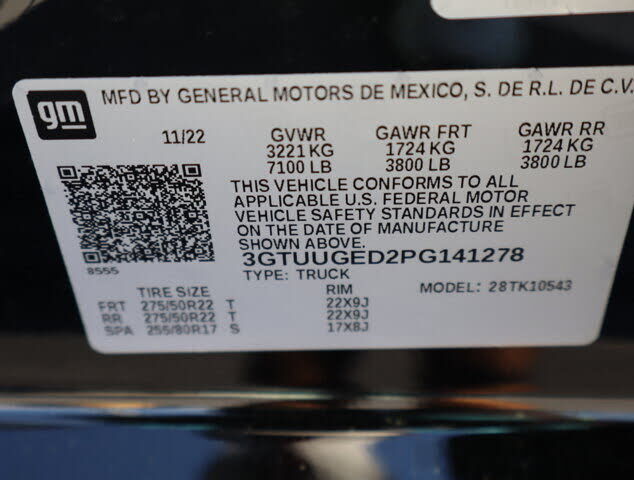 gm MFD BY GENERAL MOTORS DE MEXICO, S. DE R.L. DE C.V.
11/22 GVWR GAWR FRT GAWR RR
3221 KG 1724 KG 1724 KG
7100 LB 3800 LB 3800 LB
THIS VEHICLE CONFORMS TO ALL
APPLICABLE U.S. FEDERAL MOTOR
VEHICLE SAFETY STANDARDS IN EFFECT
ON THE DATE OF MANUFACTURE
SHOWN ABOVE.
8555 3GTUUGED2PG141278
TYPE: TRUCK
TIRE SIZE RIM MODEL: 28TK10543
FRT 275/50R22 T 22X9J
RR 275/50R22 T 22X9J
SPA 255/80R17 S 17X8J